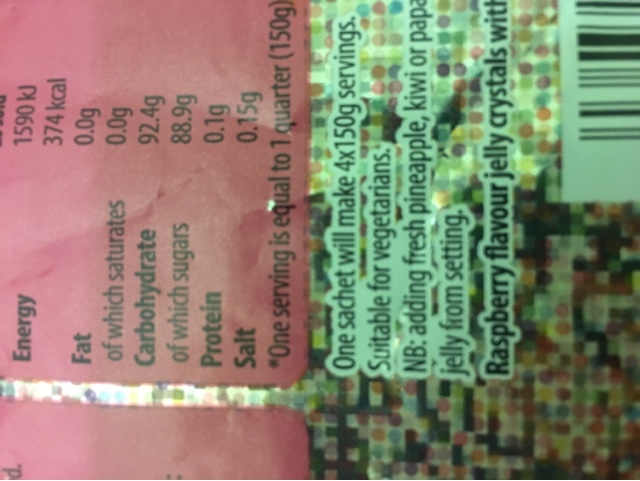 Energy 1590 kJ
374 kcal
Fat 0.0g
of which saturates 0.0g
Carbohydrate 92.4g
of which sugars 88.9g
Protein 0.1g
Salt 0.15g
*One serving is equal to 1 quarter (150g)
One sachet will make 4x150g servings.
Suitable for vegetarians.
NB: adding fresh pineapple, kiwi or papa
jelly from setting.
Raspberry flavour jelly crystals with
d.